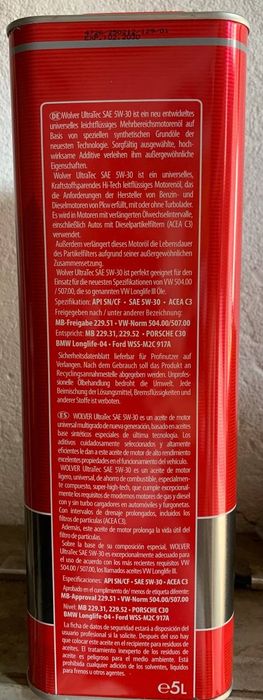 DE Wolver UltraTec SAE 5W-30 ist ein neu entwickeltes
universelles leichtflüssiges Mehrbereichsmotorenöl auf
Basis von speziellen synthetischen Grundöle der
neuesten Technologie. Sorgfältig ausgewählte, hoch-
wirksame Additive verleihen ihm außergewöhnliche
Eigenschaften.
Wolver UltraTec SAE 5W-30 ist ein universelles,
Kraftstoffsparendes Hi-Tech leitflüssiges Motorenöl, das
die Anforderungen der Hersteller von Benzin- und
Dieselmotoren von Pkw erfüllt, mit oder ohne Turbolader.
Es wird in Motoren mit verlängerten Ölwechselintervalle,
einschließlich Autos mit Dieselpartikelfiltern (ACEA C3)
verwendet.
Außerdem verlängert dieses Motoröl die Lebensdauer
des Partikelfilters aufgrund seiner außergewöhnlichen
Zusammensetzung.
Wolver UltraTec SAE 5W-30 ist perfekt geeignet für den
Einsatz für die neuesten Spezifikationen von VW 504.00
/ 507.00, die so genannten VW Longlife III Öle.
Spezifikation: API SN/CF • SAE 5W-30 • ACEA C3
Freigegeben nach / unter anderer Bezeichnung:
MB-Freigabe 229.51 • VW-Norm 504.00/507.00
Entspricht: MB 229.31, 229.52 • PORSCHE C30
BMW Longlife-04 • Ford WSS-M2C 917A
Sicherheitsdatenblatt lieferbar für Profinutzer auf
Verlangen. Nach dem Gebrauch soll das Produkt an
Recyclingsannahmestelle abgegeben werden. Unprofes-
sionelle Ölbehandlung bedroht die Umwelt. Jede
Beimischung der Lösungsmittel, Bremsflüssigkeiten und
anderer Stoffe ist verboten.
ES WOLVER UltraTec SAE 5W-30 es un aceite de motor
universal multigrado de nueva generación, basado en aceites
base sintéticos especiales de última tecnología. Los
aditivos cuidadosamente seleccionados y altamente
eficientes le dan a este aceite de motor de alto rendimiento
excelentes propiedades en el funcionamiento del vehículo.
WOLVER UltraTec SAE 5W-30 es un aceite de motor
ligero, universal, de ahorro de combustible, especialmen-
te compuesto, super high-tech, que cumple excepcional-
mente los requisitos de modernos motores de gas y diésel
con y sin turbo cargadores en automóviles y furgonetas.
Con intervalos de drenaje prolongados, incluidos los
filtros de partículas (ACEA C3).
Además, este aceite de motor prolonga la vida útil del
filtro de partículas.
Sobre la base de su composición especial, WOLVER
UltraTec SAE 5W-30 es excepcionalmente adecuado para
el uso de acuerdo con los más recientes requisitos VW
504.00 / 507.00, los llamados aceites VW Longlife III.
Especificaciones: API SN/CF • SAE 5W-30 • ACEA C3
Aprobado en el cumplimiento de/ menos de etiqueta diferente:
MB-Approval 229.51 • VW-Norm 504.00/507.00
Nivel: MB 229.31, 229.52 • PORSCHE C30
BMW Longlife-04 • Ford WSS-M2C 917A
La ficha de datos de seguridad estará a disposición del
usuario profesional si la solicita. Después del uso hay
que colocar este aceite en el recipiente para residuos de
aceites. El tratamiento inexperto de los residuos de
aceite es peligroso para el medio ambiente. Está
prohibida cualquier adición de los solventes, líquidos
para frenos y otras sustancias.
℮5L